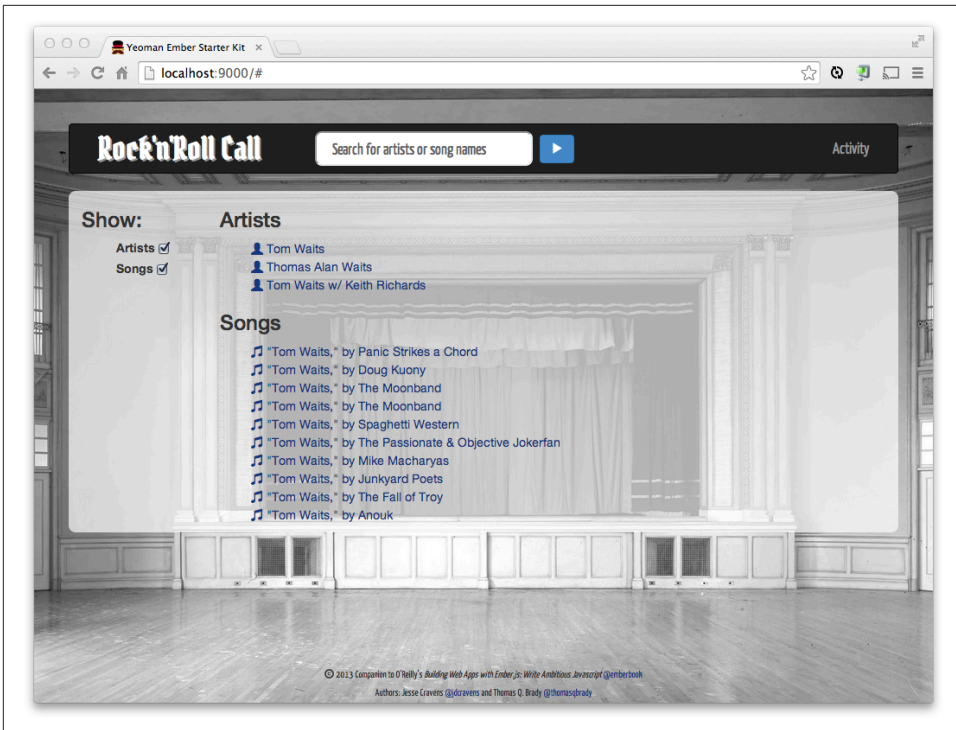 Yeoman Ember Starter Kit
localhost:9000/#
Rock'n'Roll Call
Search for artists or song names
Activity
Show:
Artists
Songs
Artists
Tom Waits
Thomas Alan Waits
Tom Waits w/ Keith Richards
Songs
"Tom Waits," by Panic Strikes a Chord
"Tom Waits," by Doug Kuony
"Tom Waits," by The Moonband
"Tom Waits," by The Moonband
"Tom Waits," by Spaghetti Western
"Tom Waits," by The Passionate & Objective Jokerfan
"Tom Waits," by Mike Macharyas
"Tom Waits," by Junkyard Poets
"Tom Waits," by The Fall of Troy
"Tom Waits," by Anouk
© 2013 Companion to O'Reilly's Building Web Apps with Ember.js: Write Ambitious Javascript @emberbook
Authors: Jesse Cravens @jdcravens and Thomas Q. Brady @thomasqbrady